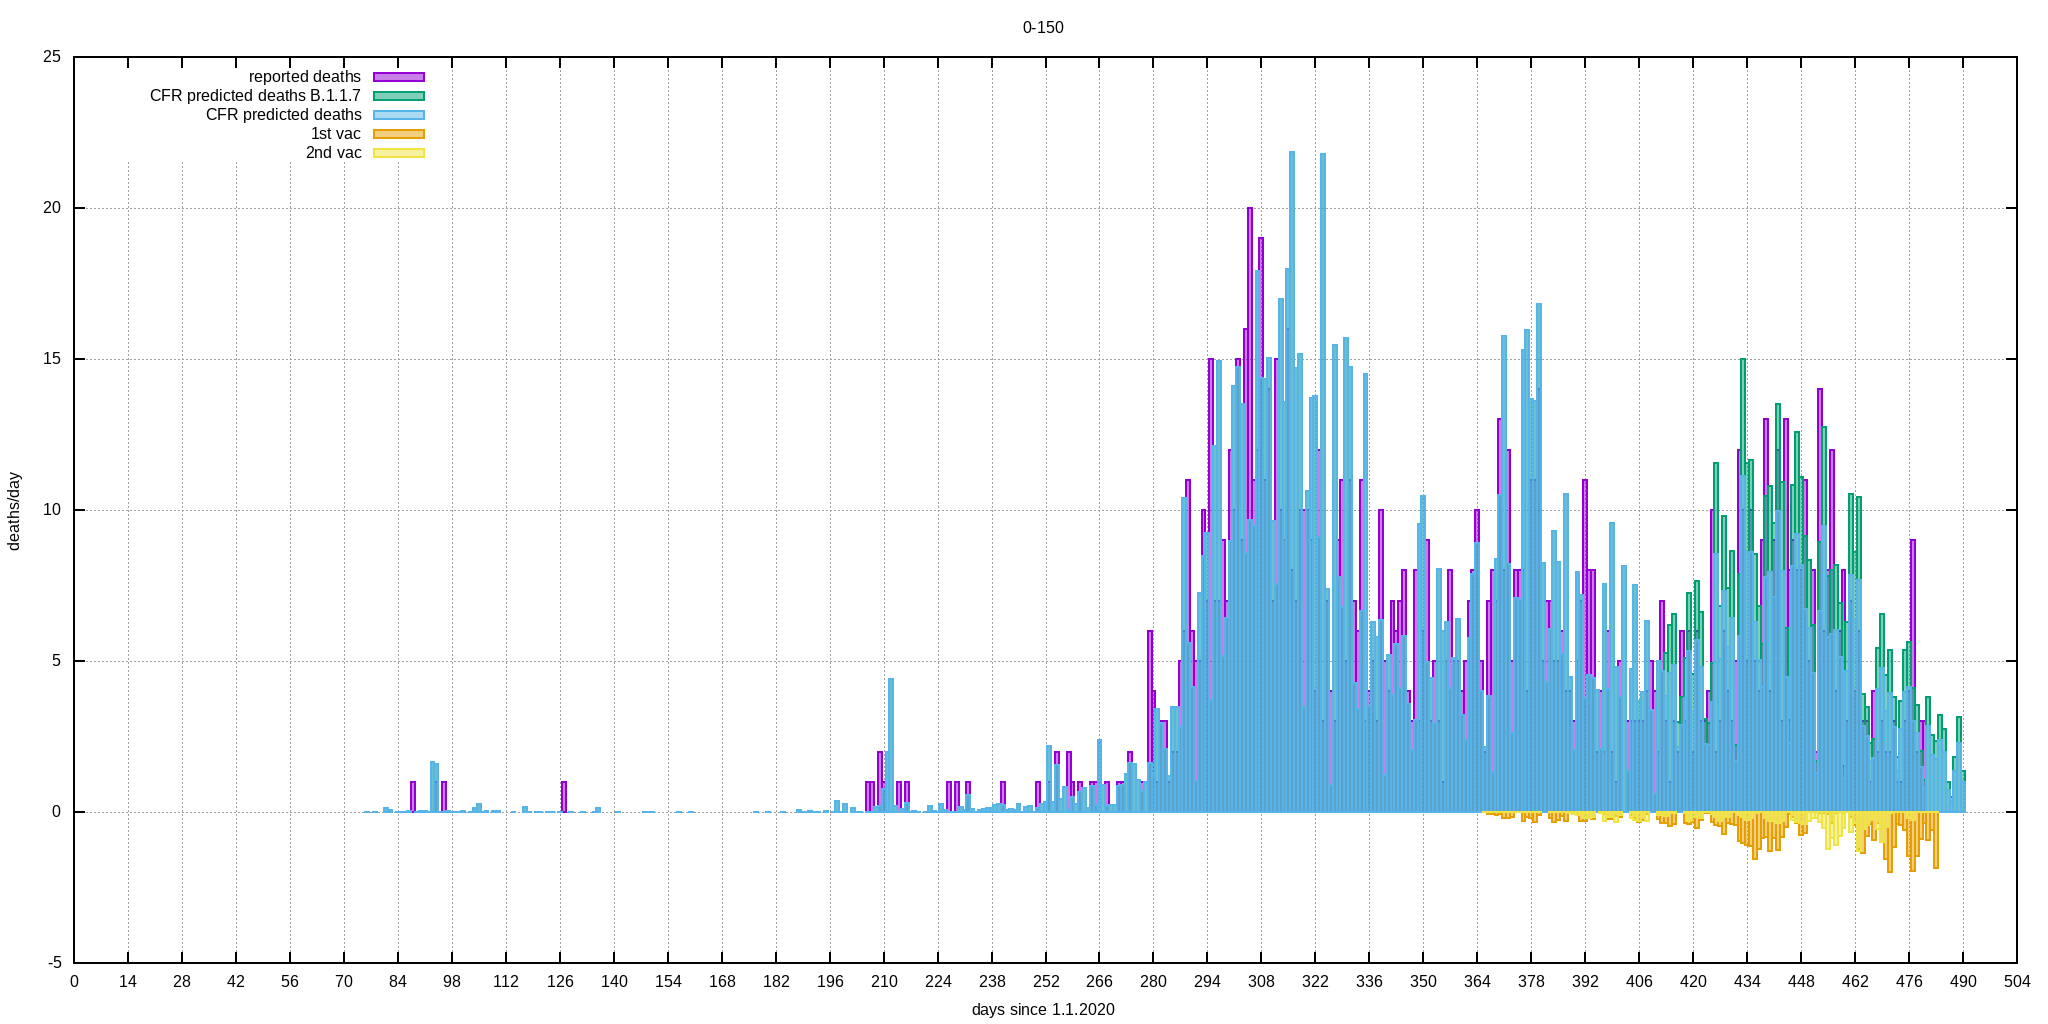 0-150
25
20
15
10
5
0
-5
deaths/day
reported deaths
CFR predicted deaths B.1.1.7
CFR predicted deaths
1st vac
2nd vac
0 14 28 42 56 70 84 98 112 126 140 154 168 182 196 210 224 238 252 266 280 294 308 322 336 350 364 378 392 406 420 434 448 462 476 490 504
days since 1.1.2020